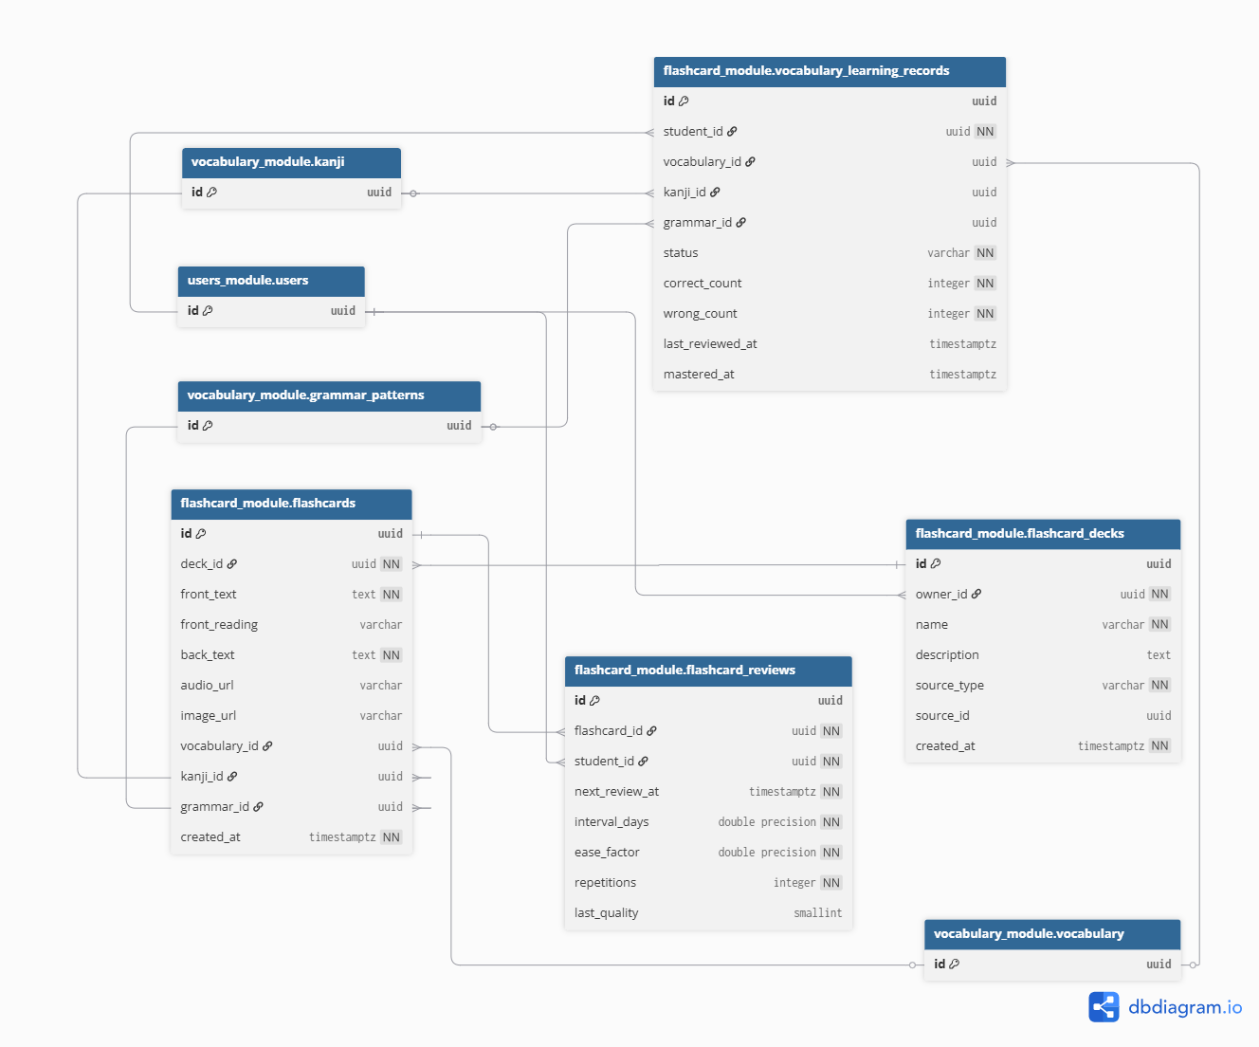 flashcard_module.vocabulary_learning_records
id uuid
student_id uuid NN
vocabulary_id uuid
kanji_id uuid
grammar_id uuid
status varchar NN
correct_count integer NN
wrong_count integer NN
last_reviewed_at timestamptz
mastered_at timestamptz
vocabulary_module.kanji
id uuid
users_module.users
id uuid
vocabulary_module.grammar_patterns
id uuid
flashcard_module.flashcards
id uuid
deck_id uuid NN
front_text text NN
front_reading varchar
back_text text NN
audio_url varchar
image_url varchar
vocabulary_id uuid
kanji_id uuid
grammar_id uuid
created_at timestamptz NN
flashcard_module.flashcard_decks
id uuid
owner_id uuid NN
name varchar NN
description text
source_type varchar NN
source_id uuid
created_at timestamptz NN
flashcard_module.flashcard_reviews
id uuid
flashcard_id uuid NN
student_id uuid NN
next_review_at timestamptz NN
interval_days double precision NN
ease_factor double precision NN
repetitions integer NN
last_quality smallint
vocabulary_module.vocabulary
id uuid
dbdiagram.io